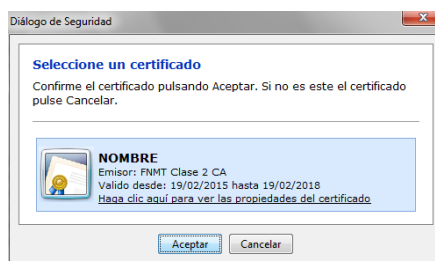 Diálogo de Seguridad
Seleccione un certificado
Confirme el certificado pulsando Aceptar. Si no es este el certificado
pulse Cancelar.
NOMBRE
Emisor: FNMT Clase 2 CA
Valido desde: 19/02/2015 hasta 19/02/2018
Haga clic aquí para ver las propiedades del certificado
Aceptar Cancelar